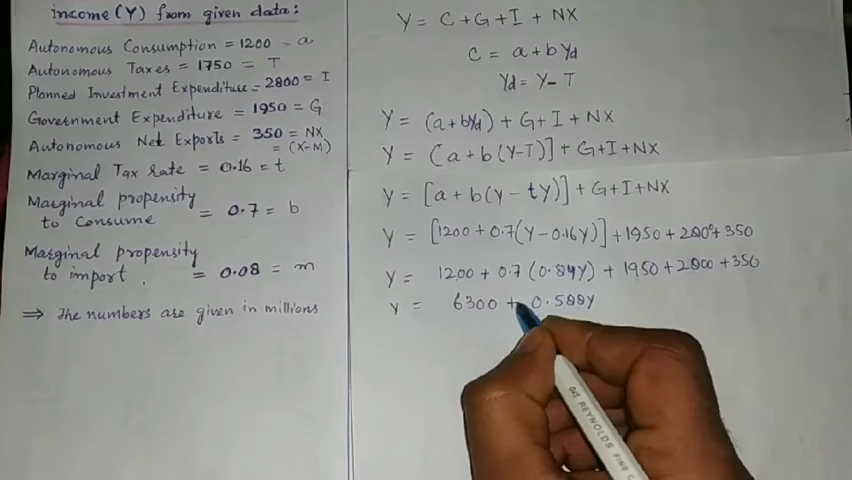 income (Y) from given data:
Autonomous Consumption = 1200 = a
Autonomous Taxes = 1750 = T
Planned Investment Expenditure = 2800 = I
Government Expenditure = 1950 = G
Autonomous Net Exports = 350 = NX
= (X-M)
Marginal Tax rate = 0.16 = t
Marginal propensity
to consume = 0.7 = b
Marginal propensity
to import . = 0.08 = m
⇒ The numbers are given in millions
Y = C+G+I + NX
C = a+bYd
Yd = Y-T
Y = (a+bYd) + G+I + NX
Y = (a+b(Y-T)] + G+I+NX
Y = [a+b(Y-tY)] + G+I+NX
Y = [1200+0.7(Y-0.16Y)] +1950+2800+350
Y = 1200+0.7(0.84Y) + 1950+2800+350
Y = 6300 + 0.588Y
045 REYNOLDS FINE C